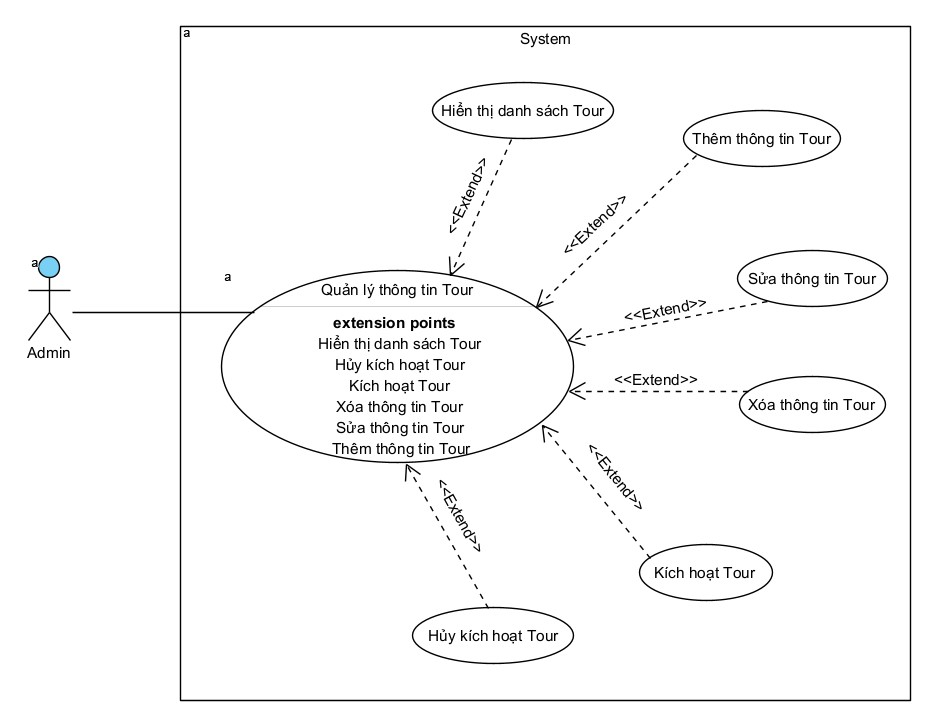 a
System
Hiển thị danh sách Tour
Thêm thông tin Tour
<<Extend>>
<<Extend>>
a
Admin
a
Quản lý thông tin Tour
extension points
Hiển thị danh sách Tour
Hủy kích hoạt Tour
Kích hoạt Tour
Xóa thông tin Tour
Sửa thông tin Tour
Thêm thông tin Tour
Sửa thông tin Tour
<<Extend>>
<<Extend>>
Xóa thông tin Tour
<<Extend>>
<<Extend>>
Kích hoạt Tour
Hủy kích hoạt Tour